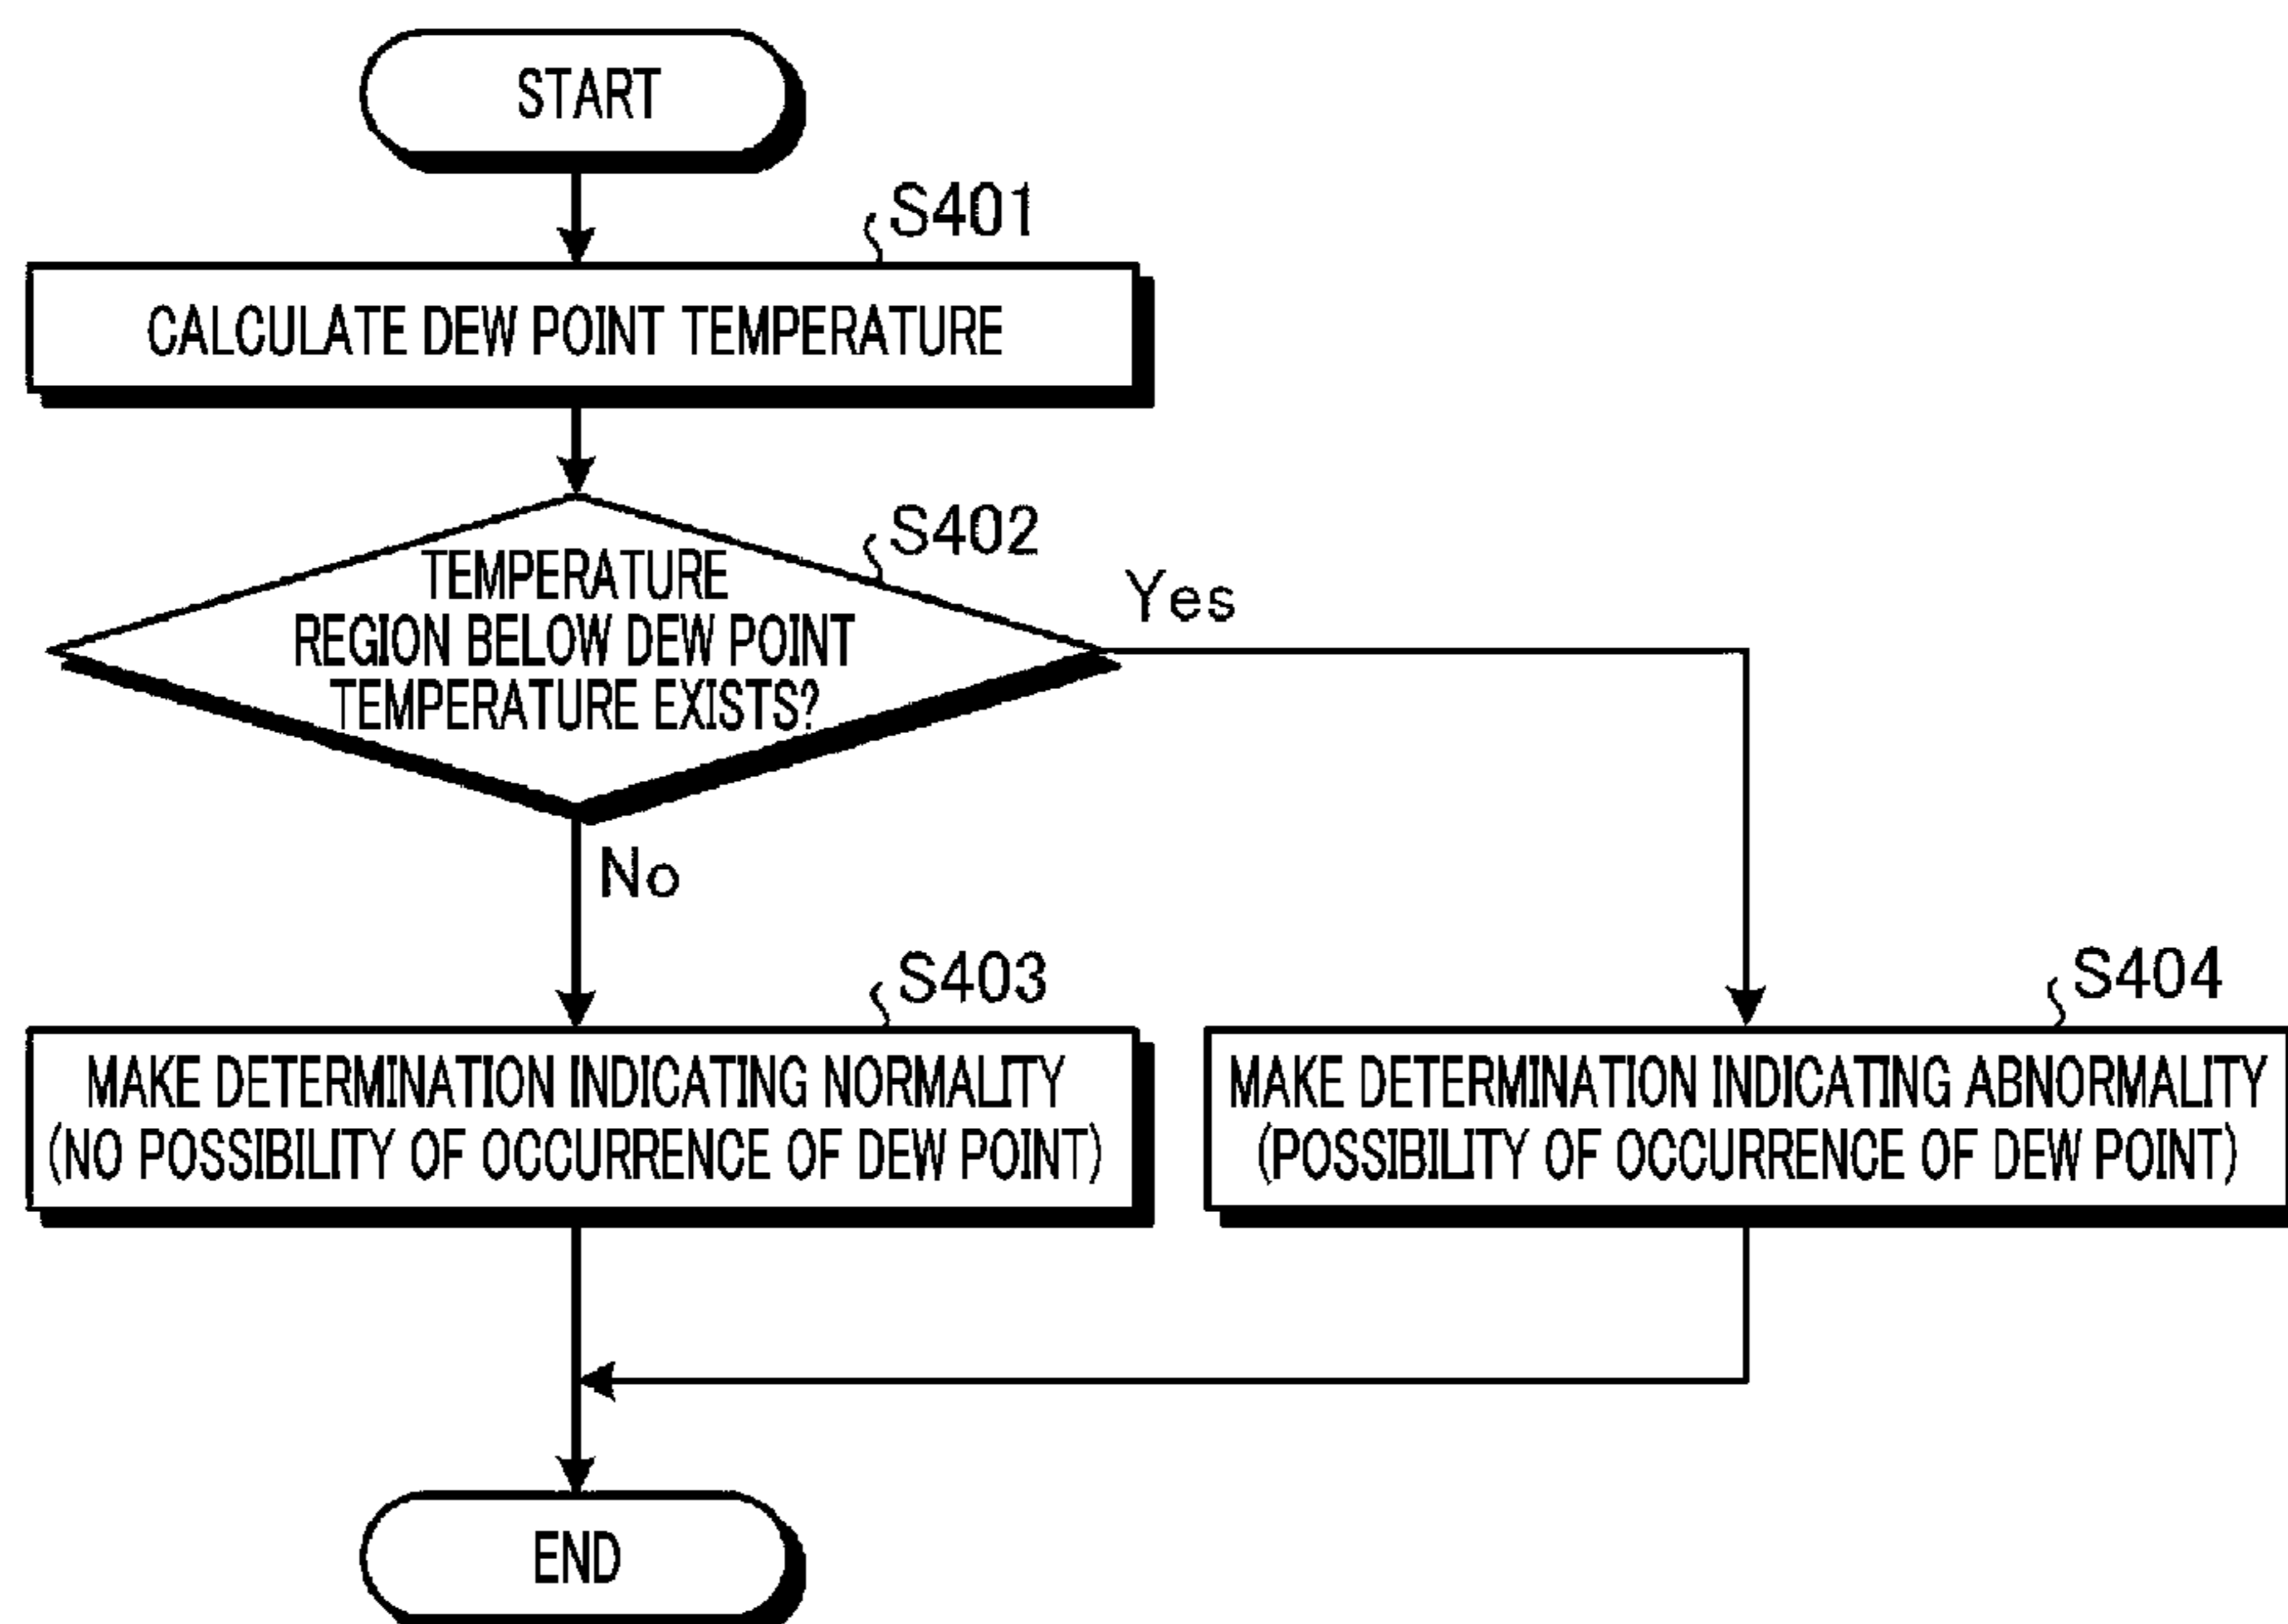 START
S401
CALCULATE DEW POINT TEMPERATURE
S402
TEMPERATURE
REGION BELOW DEW POINT
TEMPERATURE EXISTS?
Yes
No
S403
MAKE DETERMINATION INDICATING NORMALITY
(NO POSSIBILITY OF OCCURRENCE OF DEW POINT)
S404
MAKE DETERMINATION INDICATING ABNORMALITY
(POSSIBILITY OF OCCURRENCE OF DEW POINT)
END